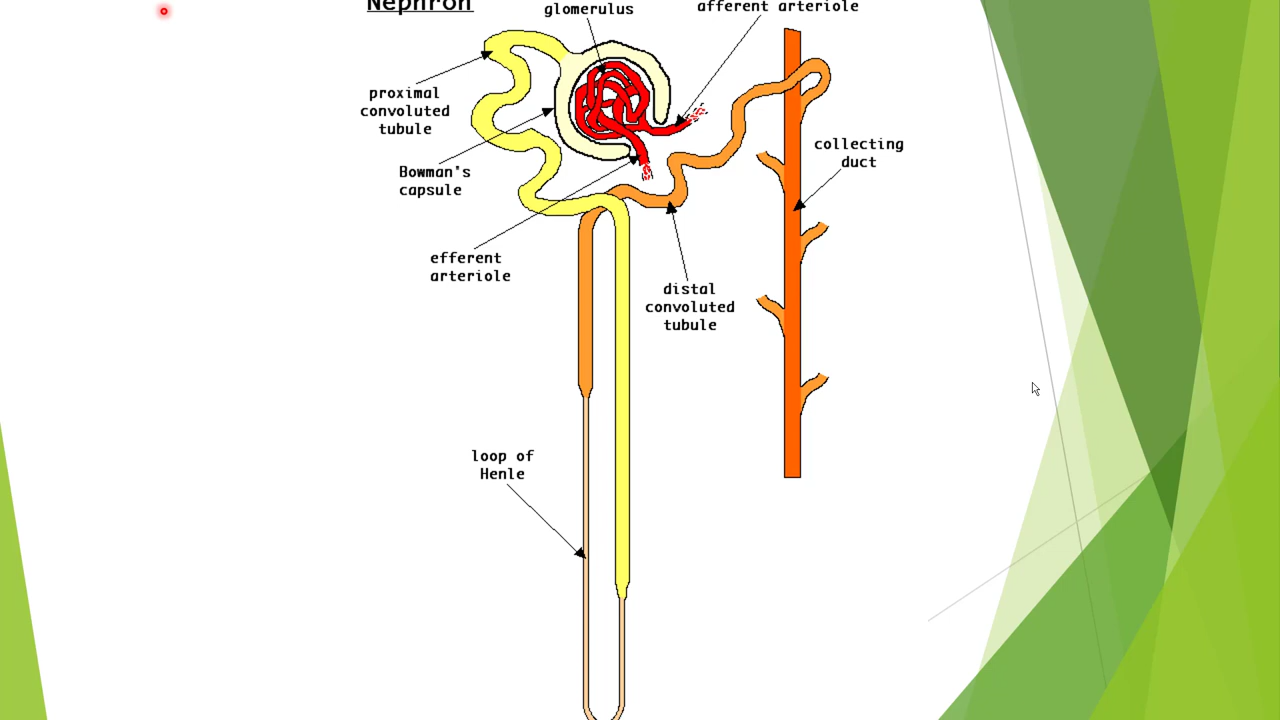 Nephron
glomerulus
afferent arteriole
proximal
convoluted
tubule
collecting
duct
Bowman's
capsule
efferent
arteriole
distal
convoluted
tubule
loop of
Henle